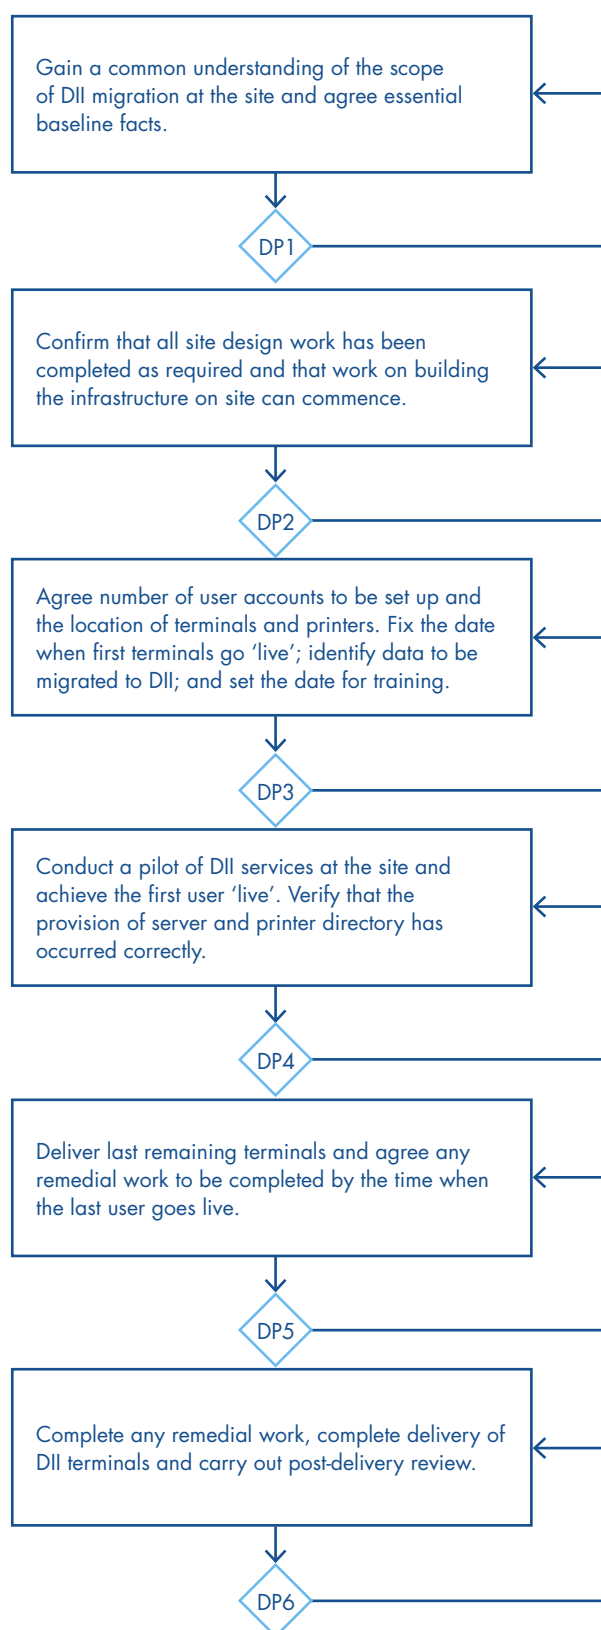 Gain a common understanding of the scope
of DII migration at the site and agree essential
baseline facts.
DP1
Confirm that all site design work has been
completed as required and that work on building
the infrastructure on site can commence.
DP2
Agree number of user accounts to be set up and
the location of terminals and printers. Fix the date
when first terminals go ‘live’; identify data to be
migrated to DII; and set the date for training.
DP3
Conduct a pilot of DII services at the site and
achieve the first user ‘live’. Verify that the
provision of server and printer directory has
occurred correctly.
DP4
Deliver last remaining terminals and agree any
remedial work to be completed by the time when
the last user goes live.
DP5
Complete any remedial work, complete delivery of
DII terminals and carry out post-delivery review.
DP6